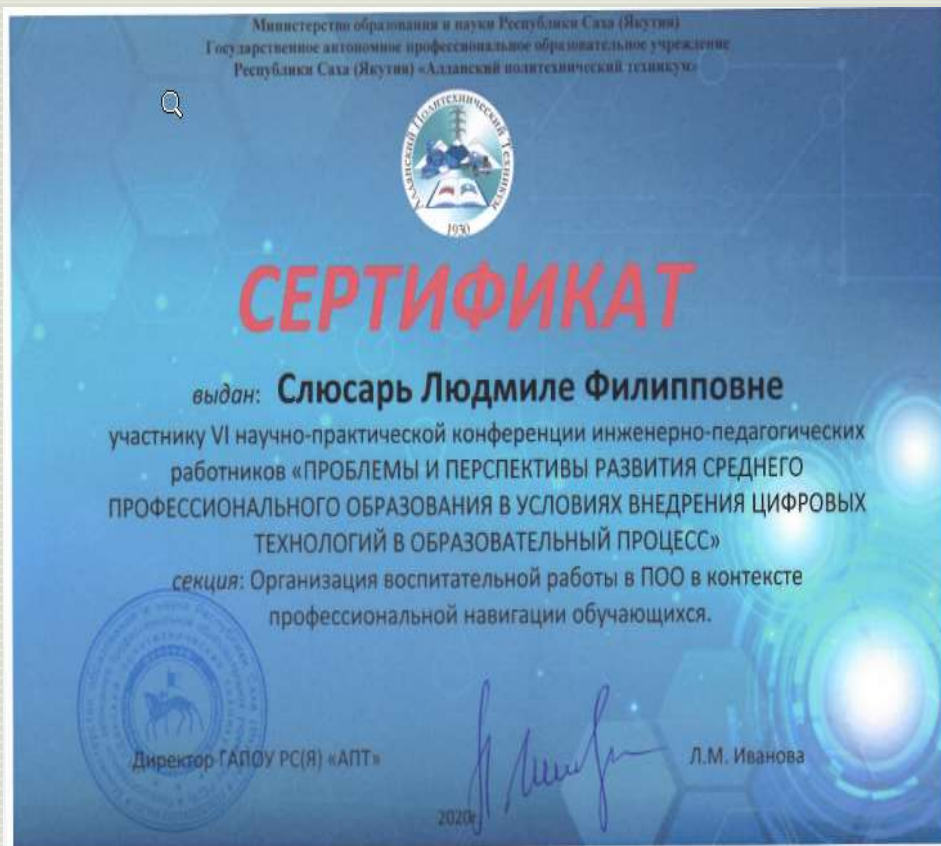 Министерство образования и науки Республики Саха (Якутия)
Государственное автономное профессиональное образовательное учреждение
Республики Саха (Якутия) «Алданский политехнический техникум»
Алданский Политехнический Техникум
1930
СЕРТИФИКАТ
выдан: Слюсарь Людмиле Филипповне
участнику VI научно-практической конференции инженерно-педагогических
работников «ПРОБЛЕМЫ И ПЕРСПЕКТИВЫ РАЗВИТИЯ СРЕДНЕГО
ПРОФЕССИОНАЛЬНОГО ОБРАЗОВАНИЯ В УСЛОВИЯХ ВНЕДРЕНИЯ ЦИФРОВЫХ
ТЕХНОЛОГИЙ В ОБРАЗОВАТЕЛЬНЫЙ ПРОЦЕСС»
секция: Организация воспитательной работы в ПОО в контексте
профессиональной навигации обучающихся.
Директор ГАПОУ РС(Я) «АПТ»
Л.М. Иванова
2020г